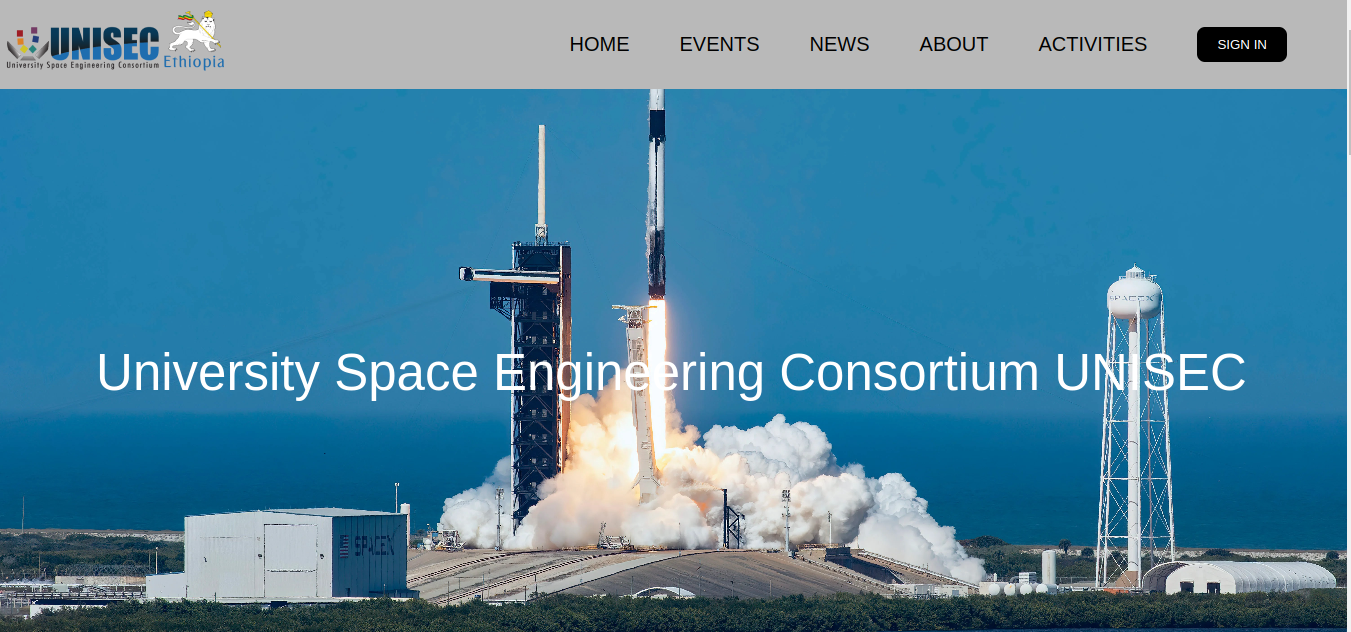 UNISEC
University Space Engineering Consortium
Ethiopia
HOME EVENTS NEWS ABOUT ACTIVITIES SIGN IN
SPACEX
University Space Engineering Consortium UNISEC
SPACEX